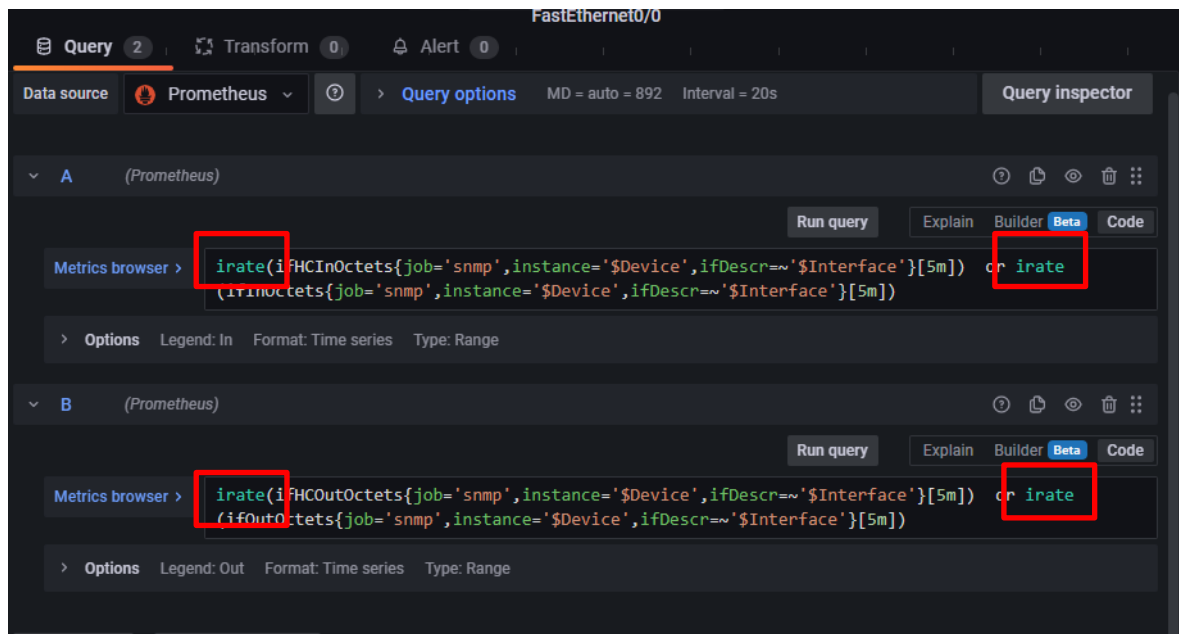 FastEthernet0/0
Query 2 Transform 0 Alert 0
Data source Prometheus Query options MD = auto = 892 Interval = 20s Query inspector
A (Prometheus)
Run query Explain Builder Beta Code
Metrics browser > irate(ifHCInOctets{job='snmp',instance='$Device',ifDescr=~'$Interface'}[5m]) or irate
(ifInOctets{job='snmp',instance='$Device',ifDescr=~'$Interface'}[5m])
> Options Legend: In Format: Time series Type: Range
B (Prometheus)
Run query Explain Builder Beta Code
Metrics browser > irate(ifHCOutOctets{job='snmp',instance='$Device',ifDescr=~'$Interface'}[5m]) or irate
(ifOutOctets{job='snmp',instance='$Device',ifDescr=~'$Interface'}[5m])
> Options Legend: Out Format: Time series Type: Range